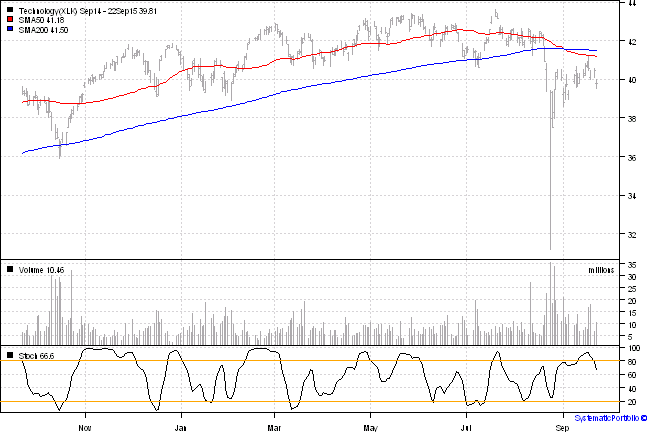 Technology(XLK) Sep14 - 22Sep15 39.81
SMA50 41.18
SMA200 41.50
44
42
40
38
36
34
32
Volume 10.46
millions
35
30
25
20
15
10
5
Stoch 66.6
100
80
60
40
20
Nov Jan Mar May Jul Sep
SystematicPortfolio ©